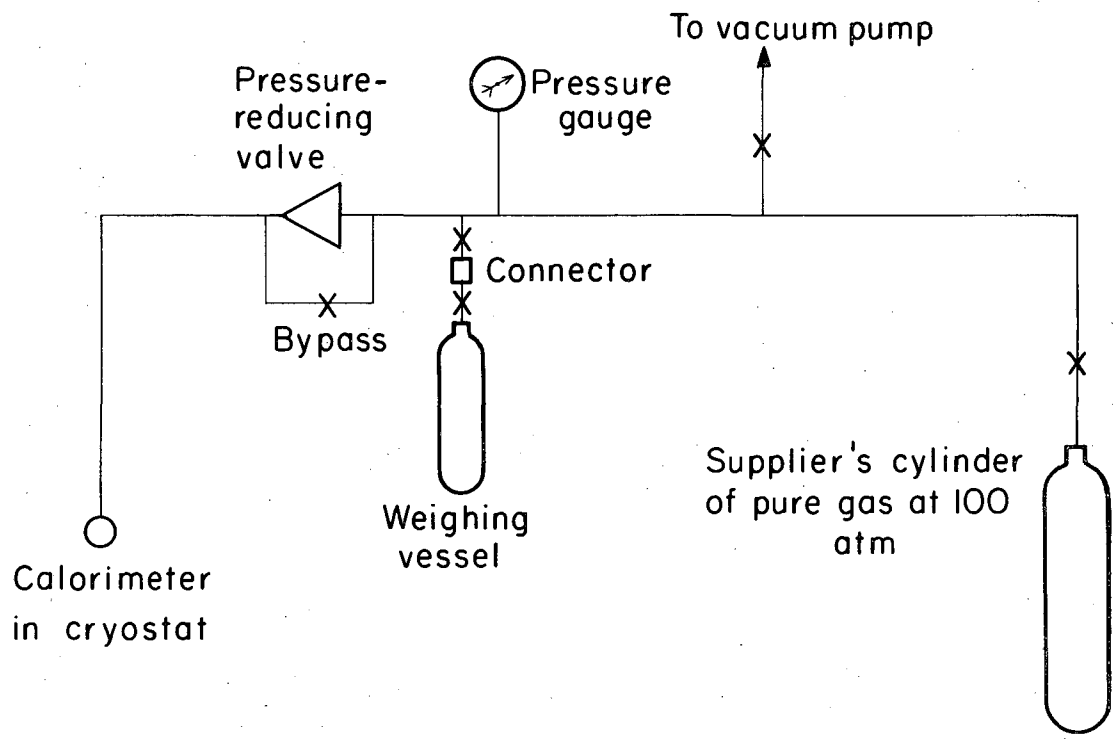 To vacuum pump
Pressure-
reducing
valve
Pressure
gauge
Connector
Bypass
Weighing
vessel
Supplier's cylinder
of pure gas at 100
atm
Calorimeter
in cryostat